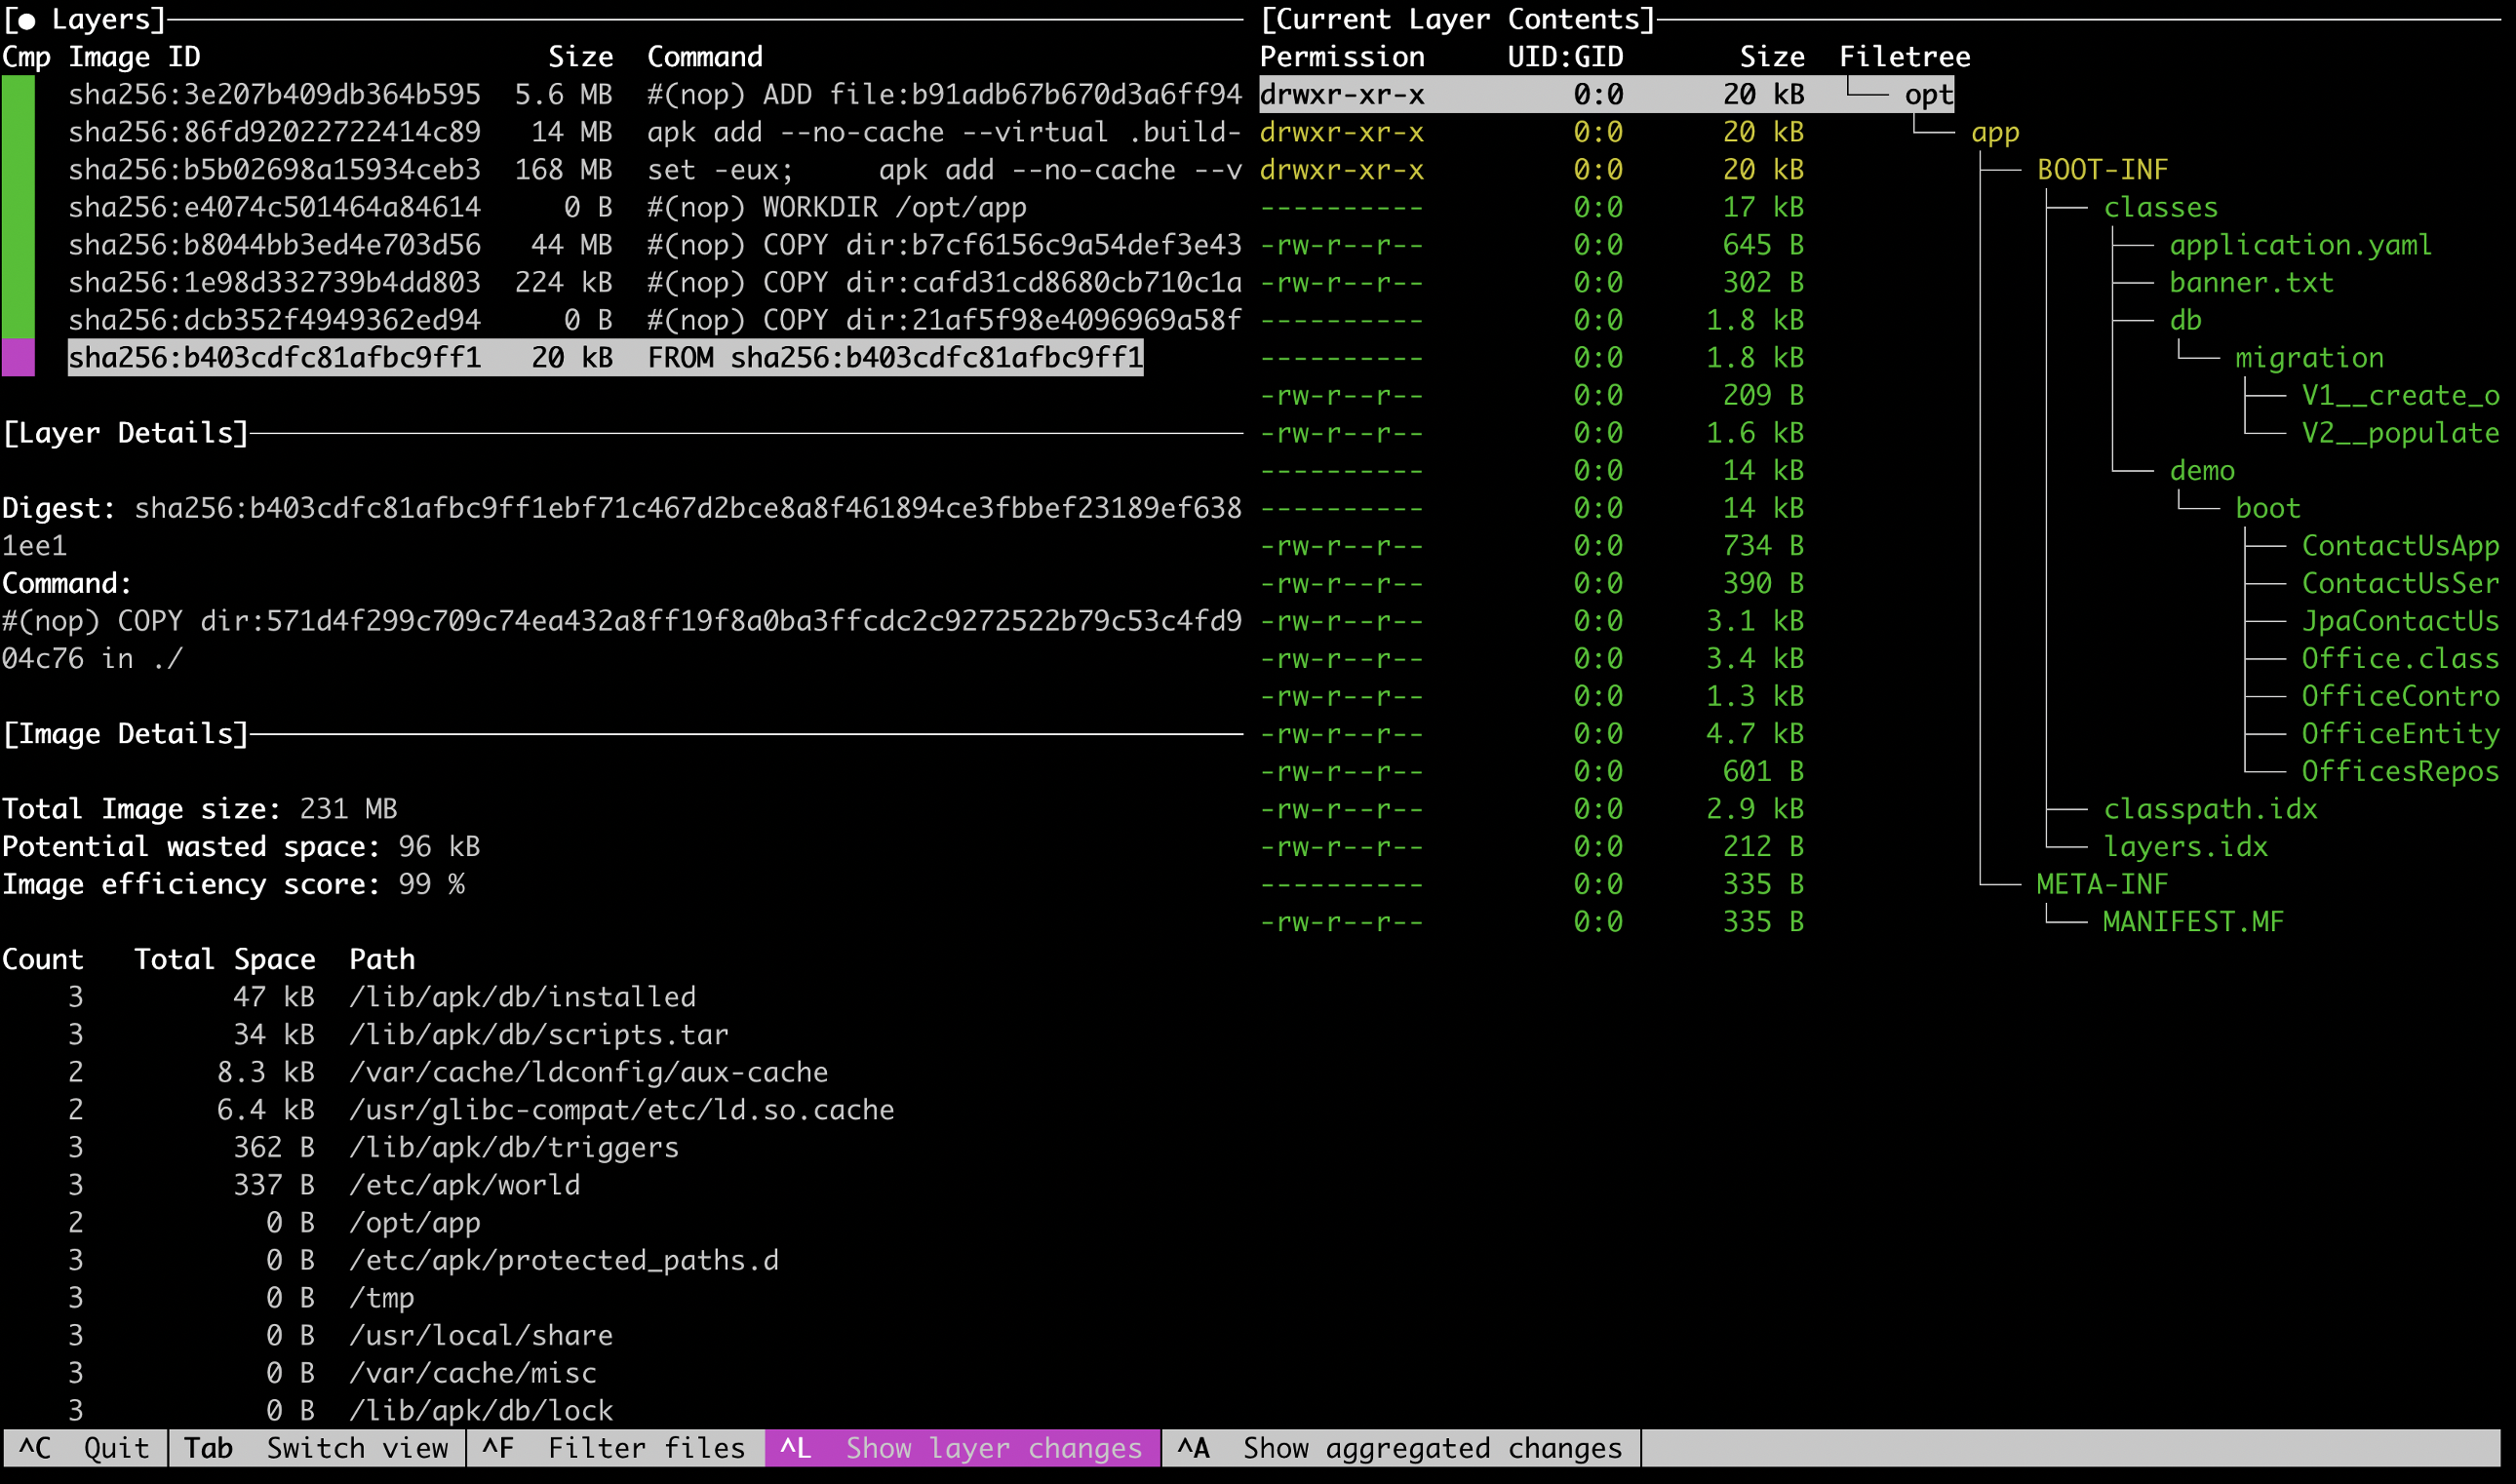 [● Layers]
Cmp Image ID Size Command
sha256:3e207b409db364b595 5.6 MB #(nop) ADD file:b91adb67b670d3a6ff94
sha256:86fd92022722414c89 14 MB apk add --no-cache --virtual .build-
sha256:b5b02698a15934ceb3 168 MB set -eux; apk add --no-cache --v
sha256:e4074c501464a84614 0 B #(nop) WORKDIR /opt/app
sha256:b8044bb3ed4e703d56 44 MB #(nop) COPY dir:b7cf6156c9a54def3e43
sha256:1e98d332739b4dd803 224 kB #(nop) COPY dir:cafd31cd8680cb710c1a
sha256:dcb352f4949362ed94 0 B #(nop) COPY dir:21af5f98e4096969a58f
sha256:b403cdfc81afbc9ff1 20 kB FROM sha256:b403cdfc81afbc9ff1
[Layer Details]
Digest: sha256:b403cdfc81afbc9ff1ebf71c467d2bce8a8f461894ce3fbbef23189ef638
1ee1
Command:
#(nop) COPY dir:571d4f299c709c74ea432a8ff19f8a0ba3ffcdc2c9272522b79c53c4fd9
04c76 in ./
[Image Details]
Total Image size: 231 MB
Potential wasted space: 96 kB
Image efficiency score: 99 %
Count Total Space Path
3 47 kB /lib/apk/db/installed
3 34 kB /lib/apk/db/scripts.tar
2 8.3 kB /var/cache/ldconfig/aux-cache
2 6.4 kB /usr/glibc-compat/etc/ld.so.cache
3 362 B /lib/apk/db/triggers
3 337 B /etc/apk/world
2 0 B /opt/app
3 0 B /etc/apk/protected_paths.d
3 0 B /tmp
3 0 B /usr/local/share
3 0 B /var/cache/misc
3 0 B /lib/apk/db/lock
[Current Layer Contents]
Permission UID:GID Size Filetree
drwxr-xr-x 0:0 20 kB └── opt
drwxr-xr-x 0:0 20 kB └── app
drwxr-xr-x 0:0 20 kB ├── BOOT-INF
---------- 0:0 17 kB │ ├── classes
-rw-r--r-- 0:0 645 B │ │ ├── application.yaml
-rw-r--r-- 0:0 302 B │ │ ├── banner.txt
---------- 0:0 1.8 kB │ │ ├── db
---------- 0:0 1.8 kB │ │ │ └── migration
-rw-r--r-- 0:0 209 B │ │ │ ├── V1__create_o
-rw-r--r-- 0:0 1.6 kB │ │ │ └── V2__populate
---------- 0:0 14 kB │ │ └── demo
---------- 0:0 14 kB │ │ └── boot
-rw-r--r-- 0:0 734 B │ │ ├── ContactUsApp
-rw-r--r-- 0:0 390 B │ │ ├── ContactUsSer
-rw-r--r-- 0:0 3.1 kB │ │ ├── JpaContactUs
-rw-r--r-- 0:0 3.4 kB │ │ ├── Office.class
-rw-r--r-- 0:0 1.3 kB │ │ ├── OfficeContro
-rw-r--r-- 0:0 4.7 kB │ │ ├── OfficeEntity
-rw-r--r-- 0:0 601 B │ │ └── OfficesRepos
-rw-r--r-- 0:0 2.9 kB │ ├── classpath.idx
-rw-r--r-- 0:0 212 B │ └── layers.idx
---------- 0:0 335 B └── META-INF
-rw-r--r-- 0:0 335 B └── MANIFEST.MF
^C Quit Tab Switch view ^F Filter files ^L Show layer changes ^A Show aggregated changes